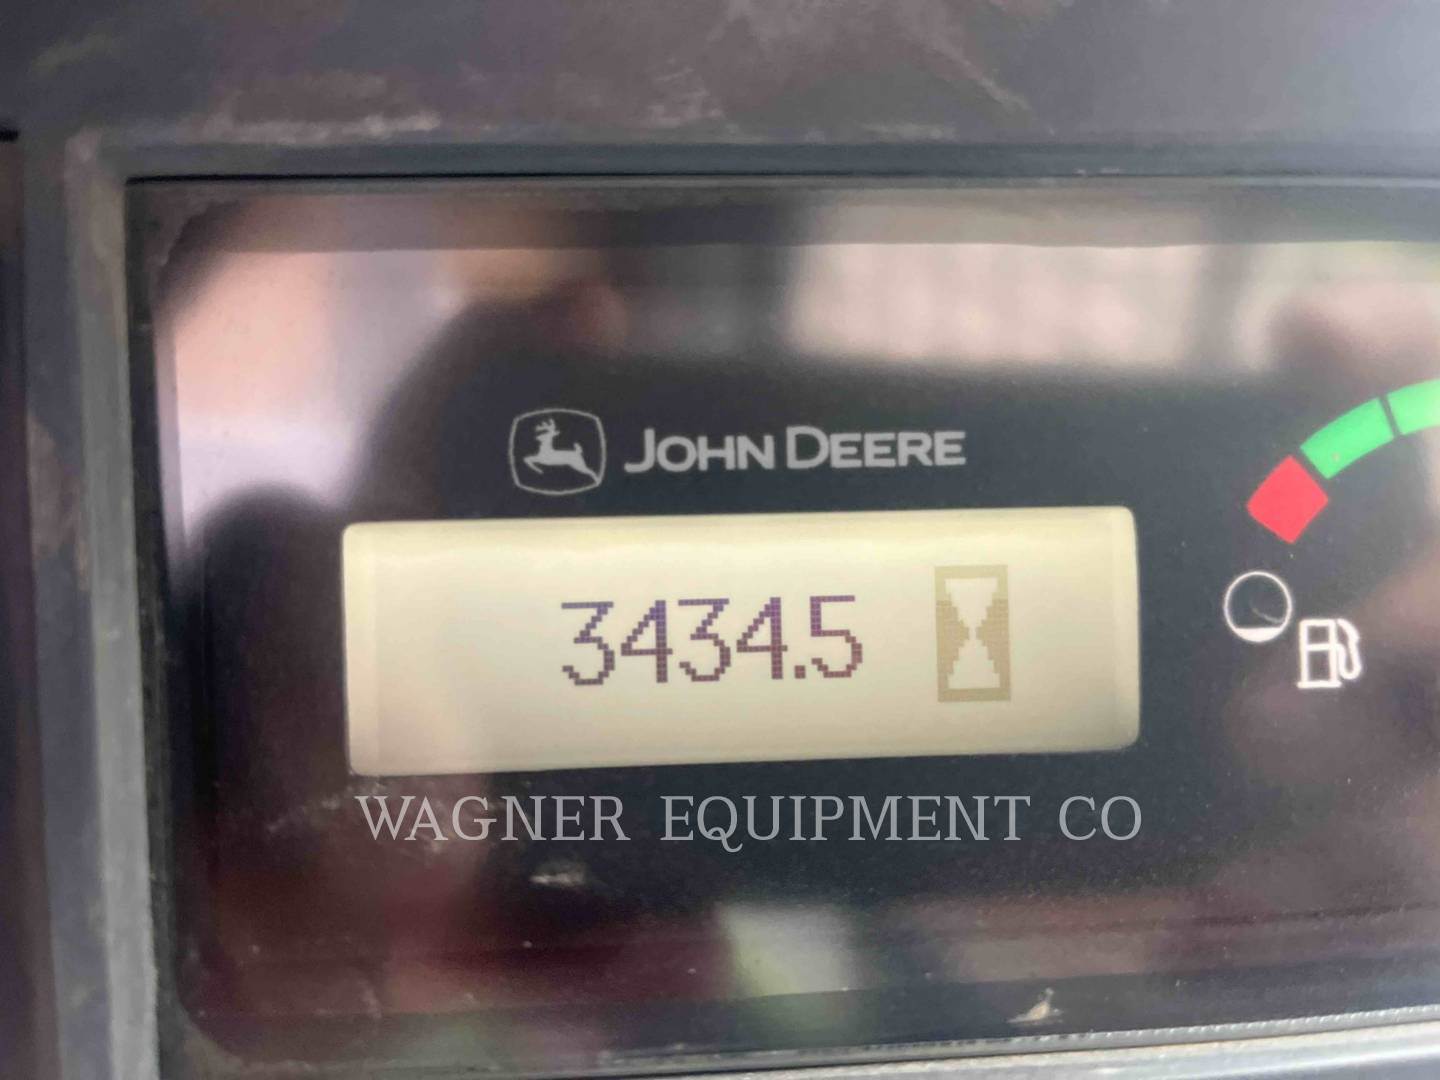 JOHN DEERE
3434.5
WAGNER EQUIPMENT CO